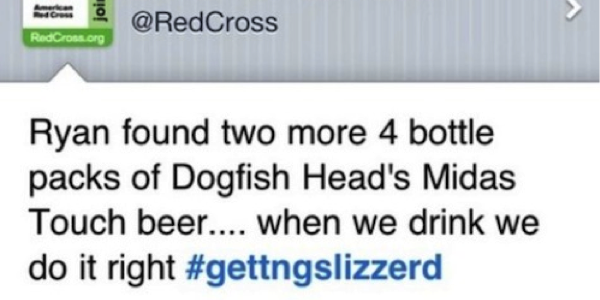 American
Red Cross
join
RedCross.org
@RedCross
Ryan found two more 4 bottle
packs of Dogfish Head's Midas
Touch beer.... when we drink we
do it right #gettngslizzerd